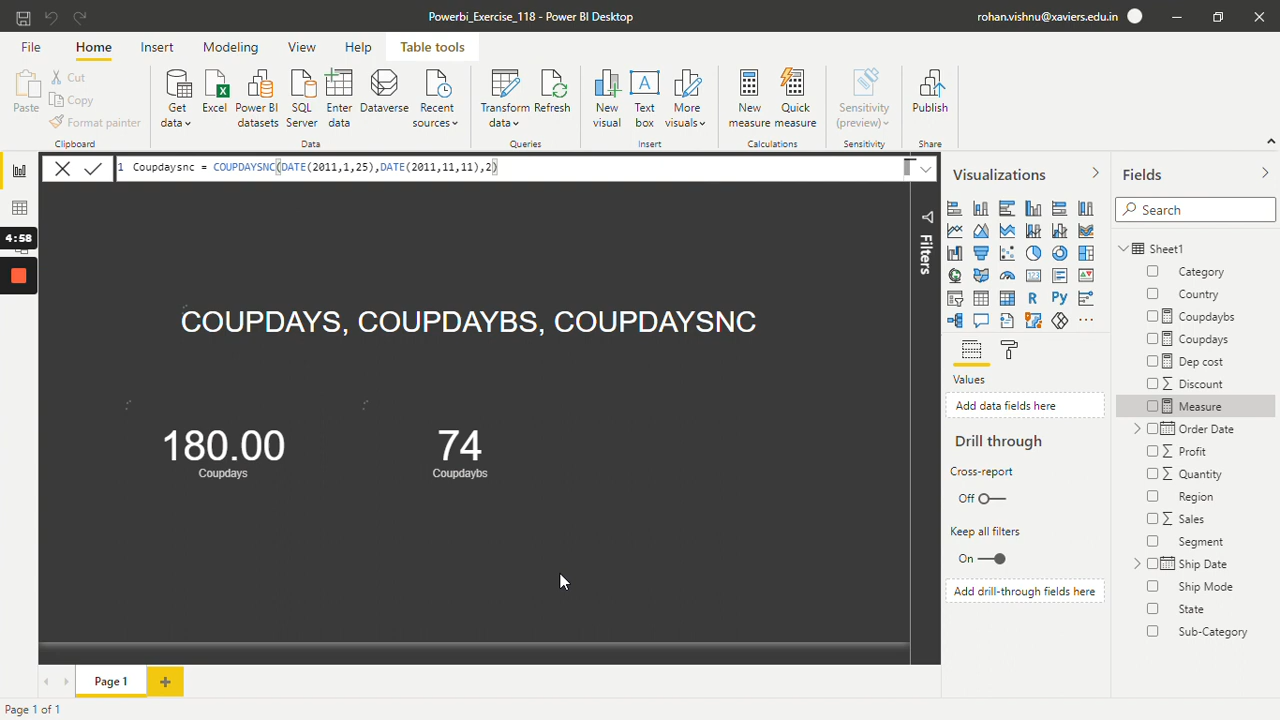 Powerbi_Exercise_118 - Power BI Desktop
rohan.vishnu@xaviers.edu.in
File Home Insert Modeling View Help Table tools
Paste
Cut
Copy
Format painter
Get data
Excel
Power BI datasets
SQL Server
Enter data
Dataverse
Recent sources
Transform data
Refresh
New visual
Text box
More visuals
New measure
Quick measure
Sensitivity (preview)
Publish
Clipboard
Data
Queries
Insert
Calculations
Sensitivity
Share
1 Coupdaysnc = COUPDAYSNC(DATE(2011,1,25),DATE(2011,11,11),2)
4:58
COUPDAYS, COUPDAYBS, COUPDAYSNC
180.00
Coupdays
74
Coupdaybs
Filters
Visualizations
R
Py
123
Values
Add data fields here
Drill through
Cross-report
Off
Keep all filters
On
Add drill-through fields here
Fields
Search
Sheet1
Category
Country
Coupdaybs
Coupdays
Dep cost
Discount
Measure
Order Date
Profit
Quantity
Region
Sales
Segment
Ship Date
Ship Mode
State
Sub-Category
Page 1
Page 1 of 1